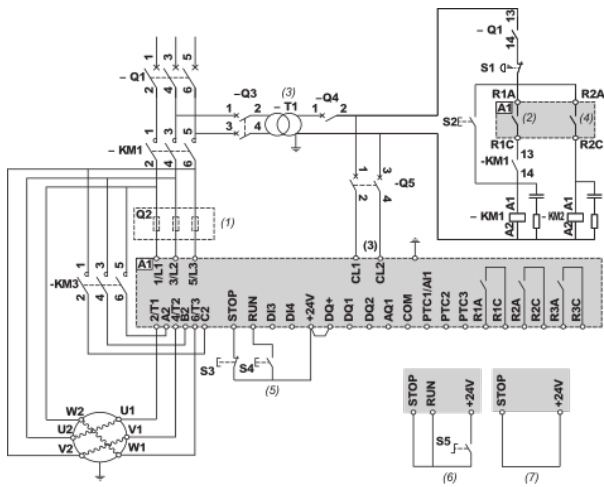 13
– Q1
14
S1
1 3 5
– Q1
2 4 6
– Q3
(3)
– T1
– Q4
1 2
3 4
1 2
R1A R2A
A1
S2
(2) (4)
R1C R2C
– KM1
1 3 5
2 4 6
-KM1
13
14
1 3
-Q5
2 4
Q2
(1)
A1 A1
– KM1 – KM2
A2 A2
(3)
A1
1/L1 3/L2 5/L3 CL1 CL2
-KM3
1 3 5
2 4 6
2/T1 A2 4/T2 B2 6/T3 C2 STOP RUN DI3 DI4 +24V DQ+ DQ1 DQ2 AQ1 COM PTC1/AI1 PTC2 PTC3 R1A R1C R2A R2C R3A R3C
S3 S4
(5)
W2 U1
U2 V1
V2 W1
STOP RUN +24V
S5
(6)
STOP +24V
(7)